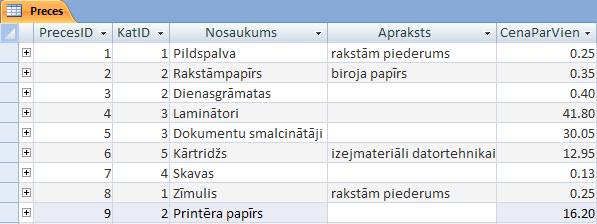 Preces
PrecesID KatID Nosaukums Apraksts CenaParVien
1 1 Pildspalva rakstām piederums 0.25
2 2 Rakstāmpapīrs biroja papīrs 0.35
3 2 Dienasgrāmatas 0.40
4 3 Laminātori 41.80
5 3 Dokumentu smalcinātāji 30.05
6 5 Kārtridžs izejmateriāli datortehnikai 12.95
7 4 Skavas 0.13
8 1 Zīmulis rakstām piederums 0.25
9 2 Printēra papīrs 16.20